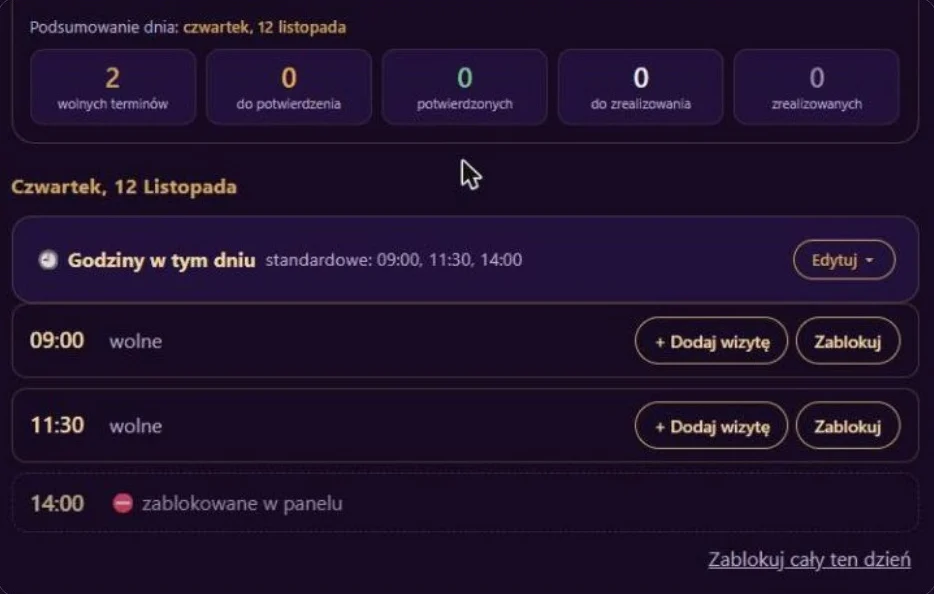 Podsumowanie dnia: czwartek, 12 listopada
2 0 0 0 0
wolnych terminów do potwierdzenia potwierdzonych do zrealizowania zrealizowanych
Czwartek, 12 Listopada
Godziny w tym dniu standardowe: 09:00, 11:30, 14:00 Edytuj
09:00 wolne + Dodaj wizytę Zablokuj
11:30 wolne + Dodaj wizytę Zablokuj
14:00 zablokowane w panelu
Zablokuj cały ten dzień